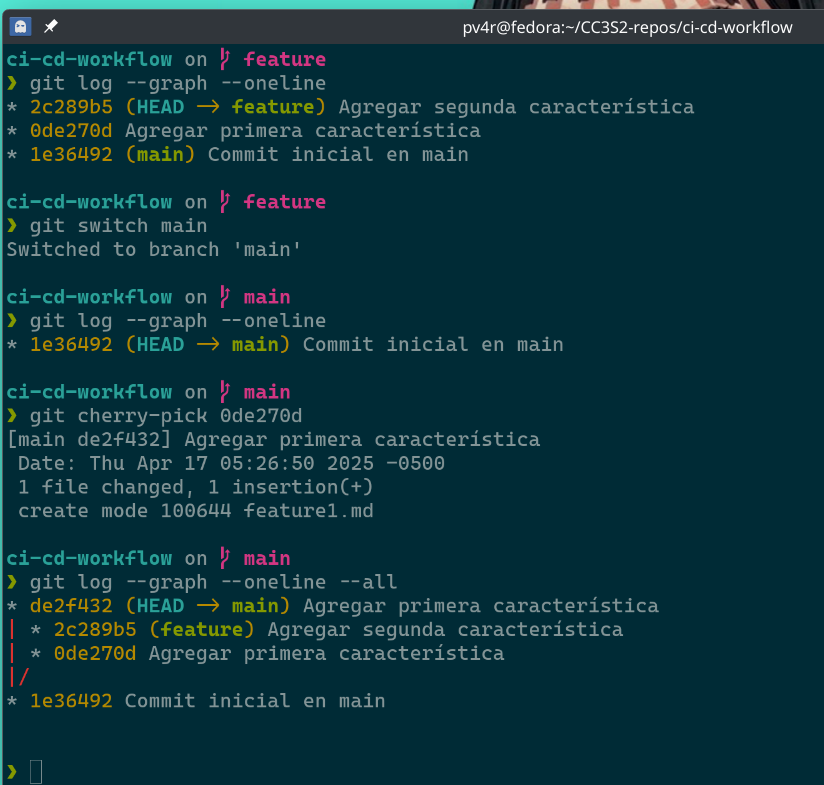 pv4r@fedora:~/CC3S2-repos/ci-cd-workflow
ci-cd-workflow on feature
❯ git log --graph --oneline
* 2c289b5 (HEAD -> feature) Agregar segunda característica
* 0de270d Agregar primera característica
* 1e36492 (main) Commit inicial en main
ci-cd-workflow on feature
❯ git switch main
Switched to branch 'main'
ci-cd-workflow on main
❯ git log --graph --oneline
* 1e36492 (HEAD -> main) Commit inicial en main
ci-cd-workflow on main
❯ git cherry-pick 0de270d
[main de2f432] Agregar primera característica
 Date: Thu Apr 17 05:26:50 2025 -0500
 1 file changed, 1 insertion(+)
 create mode 100644 feature1.md
ci-cd-workflow on main
❯ git log --graph --oneline --all
* de2f432 (HEAD -> main) Agregar primera característica
| * 2c289b5 (feature) Agregar segunda característica
| * 0de270d Agregar primera característica
|/
* 1e36492 Commit inicial en main
❯